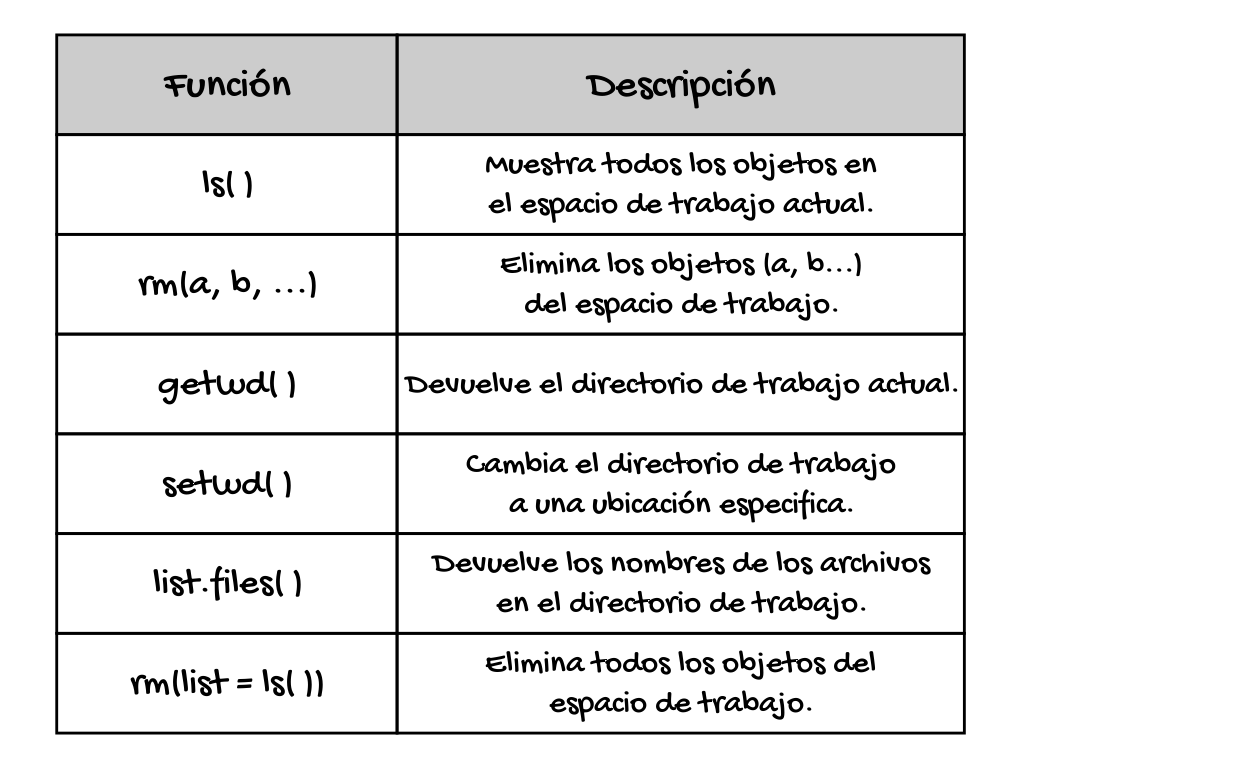 Función
Descripción
ls( )
Muestra todos los objetos en
el espacio de trabajo actual.
rm(a, b, ...)
Elimina los objetos (a, b...)
del espacio de trabajo.
getwd( )
Devuelve el directorio de trabajo actual.
setwd( )
Cambia el directorio de trabajo
a una ubicación especifica.
list.files( )
Devuelve los nombres de los archivos
en el directorio de trabajo.
rm(list = ls( ))
Elimina todos los objetos del
espacio de trabajo.